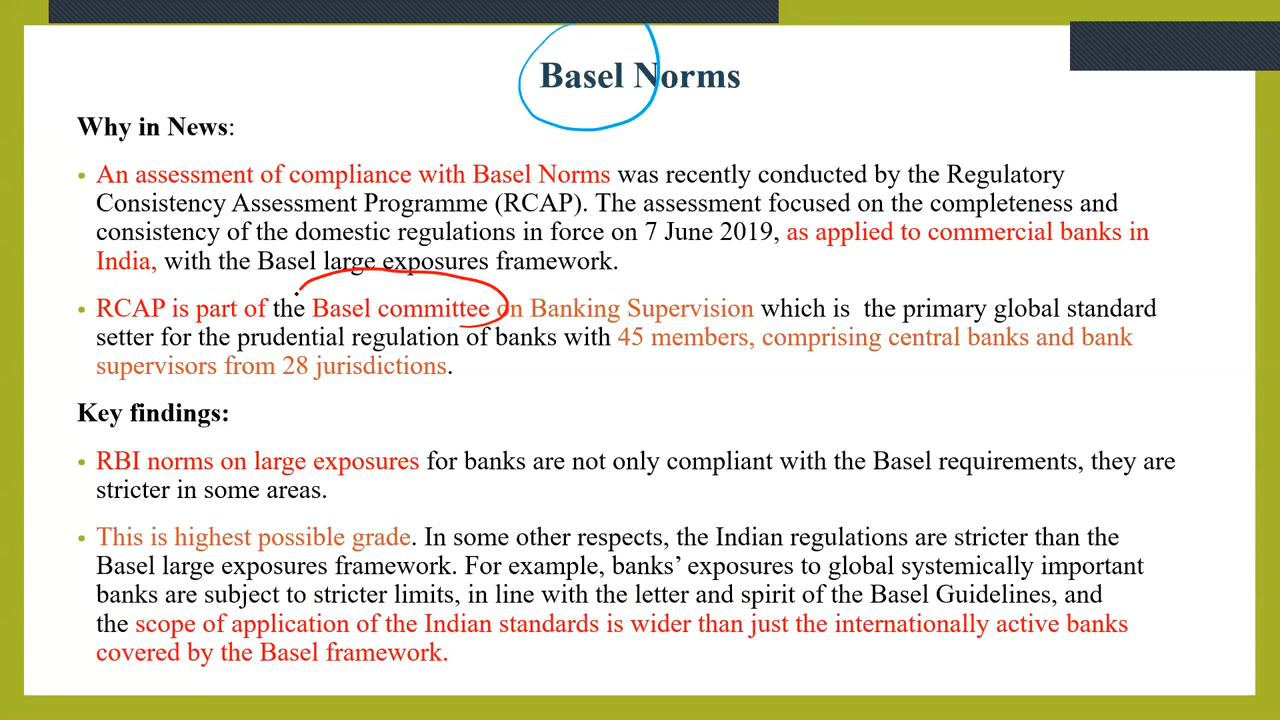 Basel Norms
Why in News:
• An assessment of compliance with Basel Norms was recently conducted by the Regulatory
Consistency Assessment Programme (RCAP). The assessment focused on the completeness and
consistency of the domestic regulations in force on 7 June 2019, as applied to commercial banks in
India, with the Basel large exposures framework.
• RCAP is part of the Basel committee on Banking Supervision which is  the primary global standard
setter for the prudential regulation of banks with 45 members, comprising central banks and bank
supervisors from 28 jurisdictions.
Key findings:
• RBI norms on large exposures for banks are not only compliant with the Basel requirements, they are
stricter in some areas.
• This is highest possible grade. In some other respects, the Indian regulations are stricter than the
Basel large exposures framework. For example, banks’ exposures to global systemically important
banks are subject to stricter limits, in line with the letter and spirit of the Basel Guidelines, and
the scope of application of the Indian standards is wider than just the internationally active banks
covered by the Basel framework.